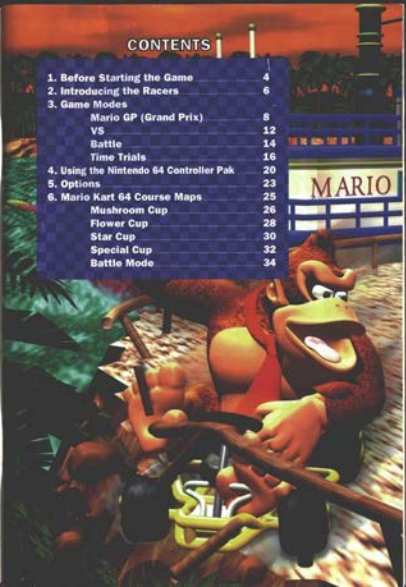 CONTENTS
1. Before Starting the Game 4
2. Introducing the Racers 6
3. Game Modes
Mario GP (Grand Prix) 8
VS 12
Battle 14
Time Trials 16
4. Using the Nintendo 64 Controller Pak 20
5. Options 23
6. Mario Kart 64 Course Maps 25
Mushroom Cup 26
Flower Cup 28
Star Cup 30
Special Cup 32
Battle Mode 34
MARIO